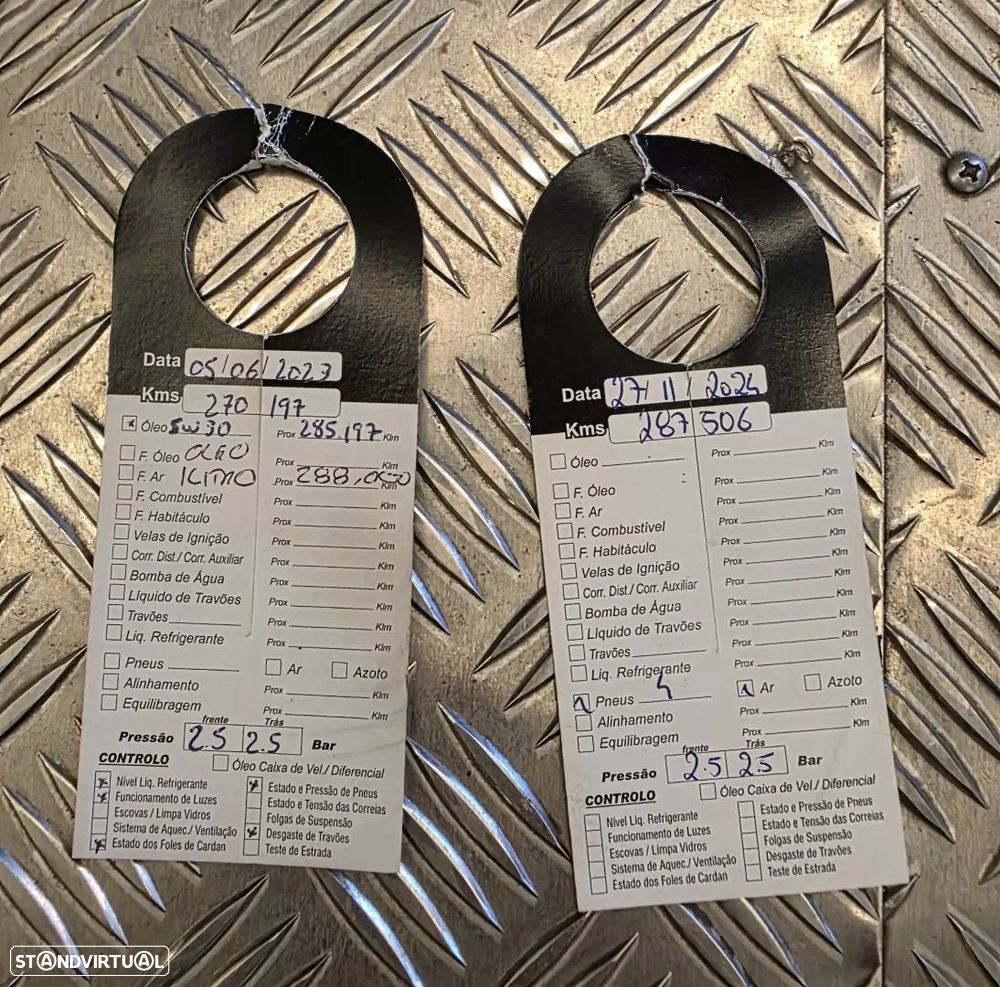 Data 05/06/2023
Kms 270 197
Óleo 5W30 Prox 285.197 Klm
F. Óleo Prox Klm
F. Ar Prox 288,000 Klm
F. Combustível Prox Klm
F. Habitáculo Prox Klm
Velas de Ignição Prox Klm
Corr. Dist./ Corr. Auxiliar Prox Klm
Bomba de Água Prox Klm
Líquido de Travões Prox Klm
Travões Prox Klm
Liq. Refrigerante Prox Klm
Pneus Ar Azoto
Alinhamento Prox Klm
Equilibragem Prox Klm
frente Trás
Pressão 2.5 2.5 Bar
CONTROLO Óleo Caixa de Vel./ Diferencial
Nível Liq. Refrigerante Estado e Pressão de Pneus
Funcionamento de Luzes Estado e Tensão das Correias
Escovas / Limpa Vidros Folgas de Suspensão
Sistema de Aquec./ Ventilação Desgaste de Travões
Estado dos Foles de Cardan Teste de Estrada
Data 27/11/2024
Kms 287 506
Óleo Prox Klm
F. Óleo Prox Klm
F. Ar Prox Klm
F. Combustível Prox Klm
F. Habitáculo Prox Klm
Velas de Ignição Prox Klm
Corr. Dist./ Corr. Auxiliar Prox Klm
Bomba de Água Prox Klm
Líquido de Travões Prox Klm
Travões Prox Klm
Liq. Refrigerante Prox Klm
Pneus 4 Ar Azoto
Alinhamento Prox Klm
Equilibragem Prox Klm
frente Trás
Pressão 2.5 2.5 Bar
CONTROLO Óleo Caixa de Vel./ Diferencial
Nível Liq. Refrigerante Estado e Pressão de Pneus
Funcionamento de Luzes Estado e Tensão das Correias
Escovas / Limpa Vidros Folgas de Suspensão
Sistema de Aquec./ Ventilação Desgaste de Travões
Estado dos Foles de Cardan Teste de Estrada
STANDVIRTUAL